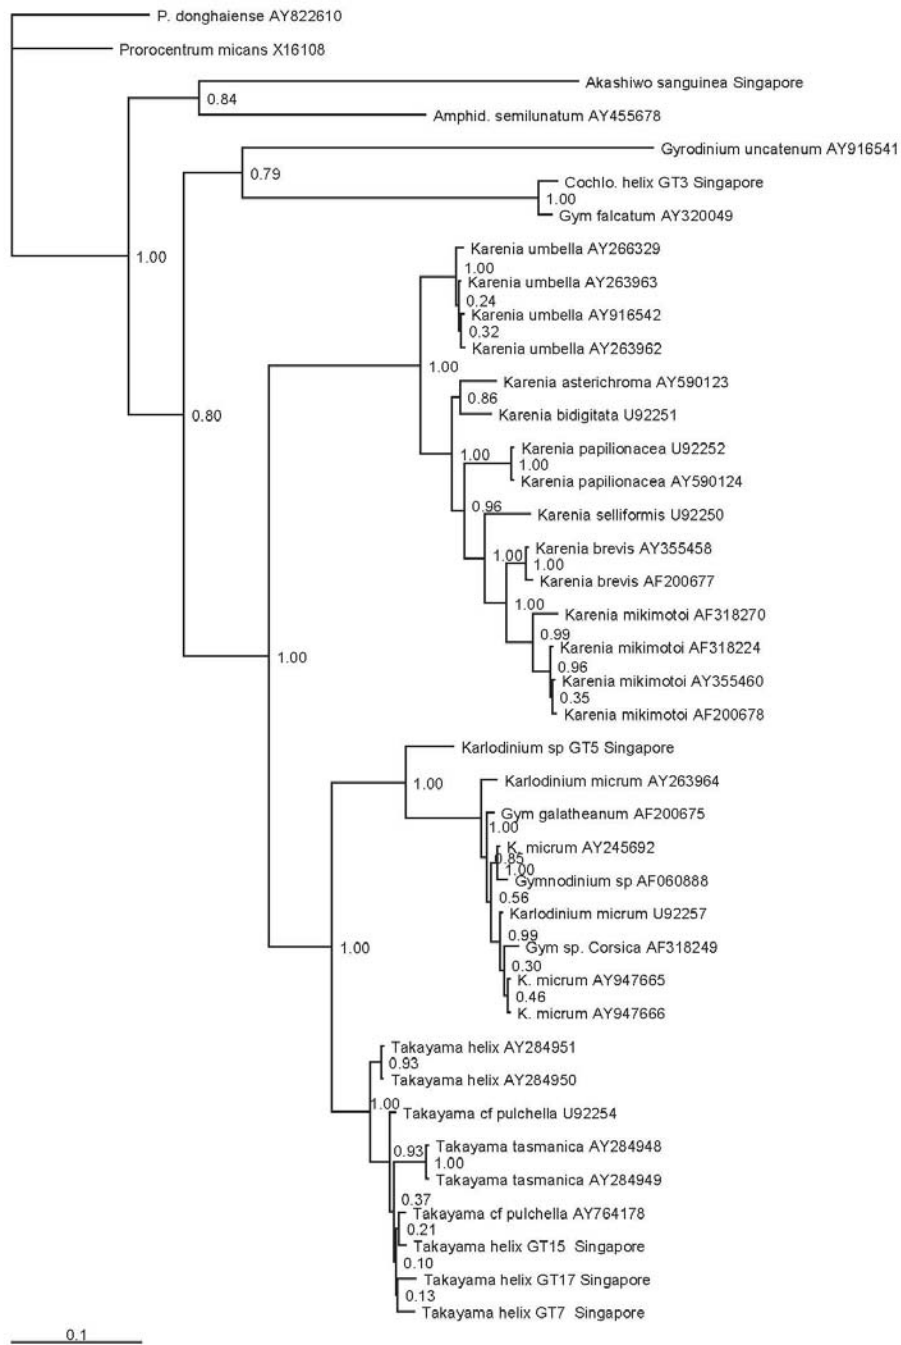 P. donghaiense AY822610
Prorocentrum micans X16108
Akashiwo sanguinea Singapore
0.84
Amphid. semilunatum AY455678
Gyrodinium uncatenum AY916541
0.79
Cochlo. helix GT3 Singapore
1.00
Gym falcatum AY320049
Karenia umbella AY266329
1.00
1.00
Karenia umbella AY263963
0.24
Karenia umbella AY916542
0.32
Karenia umbella AY263962
1.00
Karenia asterichroma AY590123
0.86
0.80
Karenia bidigitata U92251
Karenia papilionacea U92252
1.00
1.00
Karenia papilionacea AY590124
0.96
Karenia selliformis U92250
Karenia brevis AY355458
1.00
1.00
Karenia brevis AF200677
1.00
Karenia mikimotoi AF318270
0.99
Karenia mikimotoi AF318224
1.00
0.96
Karenia mikimotoi AY355460
0.35
Karenia mikimotoi AF200678
Karlodinium sp GT5 Singapore
1.00
Karlodinium micrum AY263964
Gym galatheanum AF200675
1.00
K. micrum AY245692
0.85
1.00
Gymnodinium sp AF060888
0.56
Karlodinium micrum U92257
0.99
1.00
Gym sp. Corsica AF318249
0.30
K. micrum AY947665
0.46
K. micrum AY947666
Takayama helix AY284951
0.93
Takayama helix AY284950
1.00
Takayama cf pulchella U92254
Takayama tasmanica AY284948
0.93
1.00
Takayama tasmanica AY284949
0.37
Takayama cf pulchella AY764178
0.21
Takayama helix GT15 Singapore
0.10
Takayama helix GT17 Singapore
0.13
Takayama helix GT7 Singapore
0.1